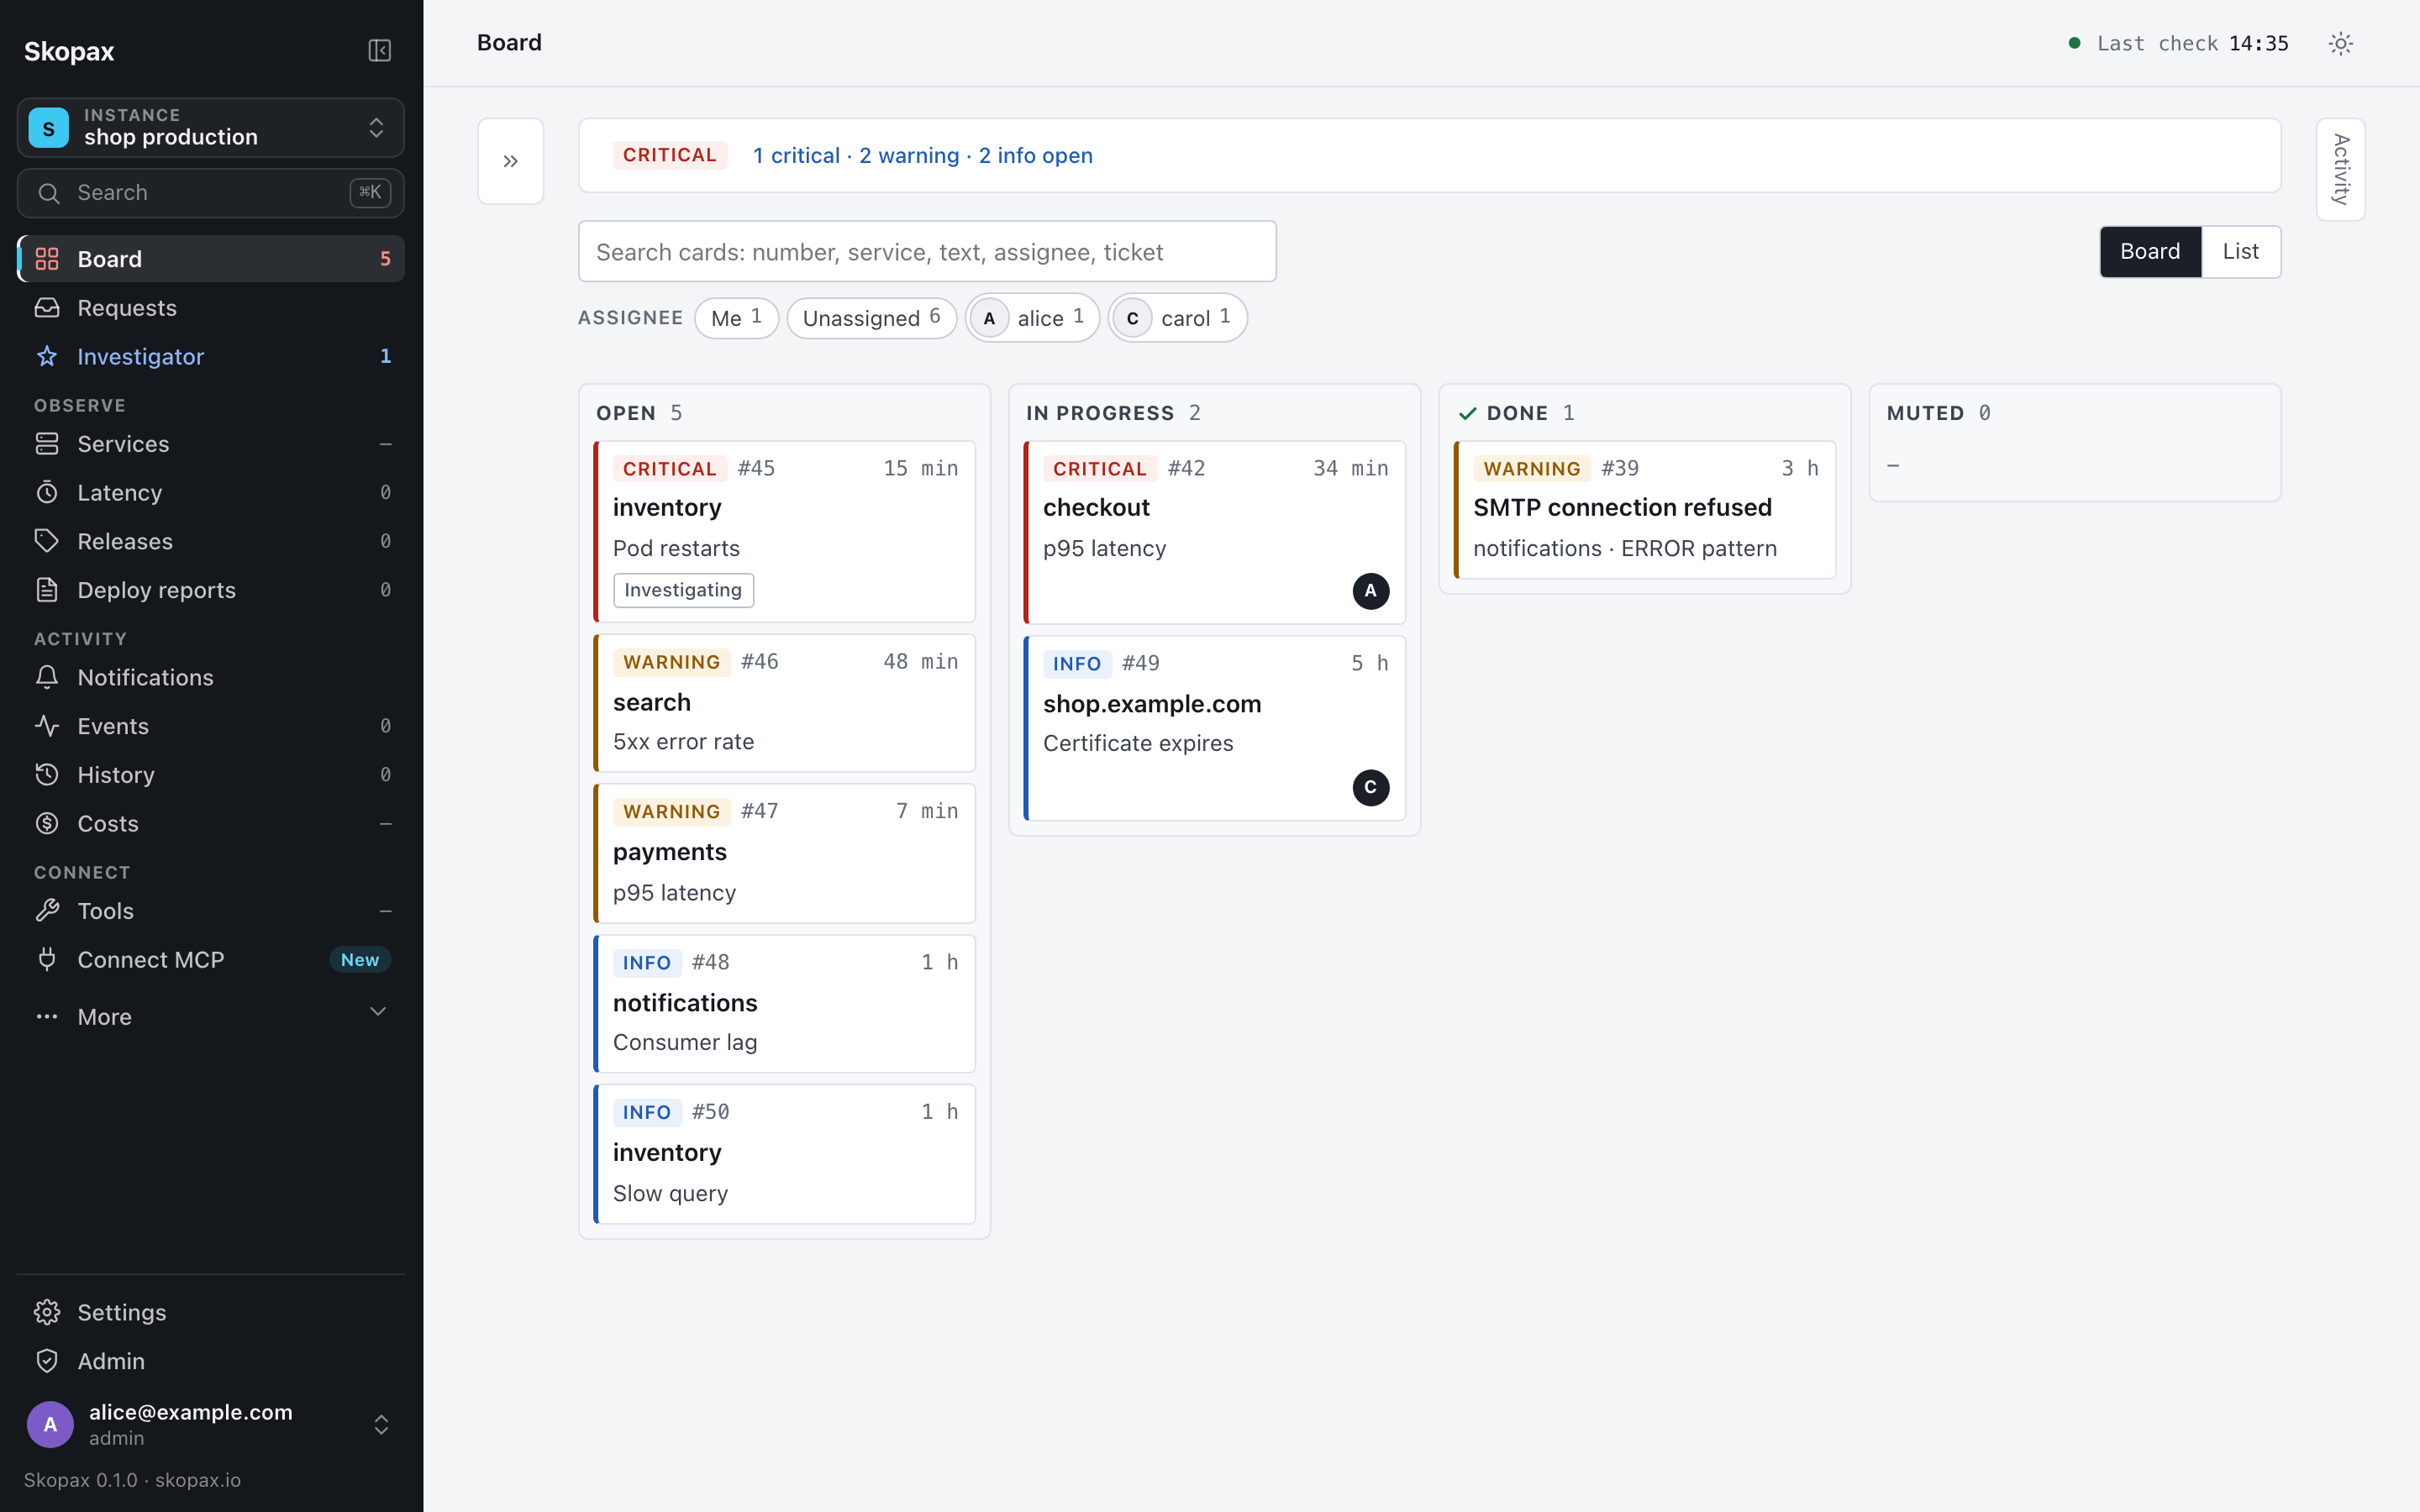 Skopax
S
INSTANCE
shop production
Search ⌘K
Board 5
Requests
Investigator 1
OBSERVE
Services –
Latency 0
Releases 0
Deploy reports 0
ACTIVITY
Notifications
Events 0
History 0
Costs –
CONNECT
Tools –
Connect MCP New
More
Settings
Admin
A
alice@example.com
admin
Skopax 0.1.0 · skopax.io
Board
Last check 14:35
CRITICAL 1 critical · 2 warning · 2 info open
Activity
Search cards: number, service, text, assignee, ticket
Board List
ASSIGNEE Me 1 Unassigned 6 A alice 1 C carol 1
OPEN 5
CRITICAL #45 15 min
inventory
Pod restarts
Investigating
WARNING #46 48 min
search
5xx error rate
WARNING #47 7 min
payments
p95 latency
INFO #48 1 h
notifications
Consumer lag
INFO #50 1 h
inventory
Slow query
IN PROGRESS 2
CRITICAL #42 34 min
checkout
p95 latency
A
INFO #49 5 h
shop.example.com
Certificate expires
C
DONE 1
WARNING #39 3 h
SMTP connection refused
notifications · ERROR pattern
MUTED 0
–